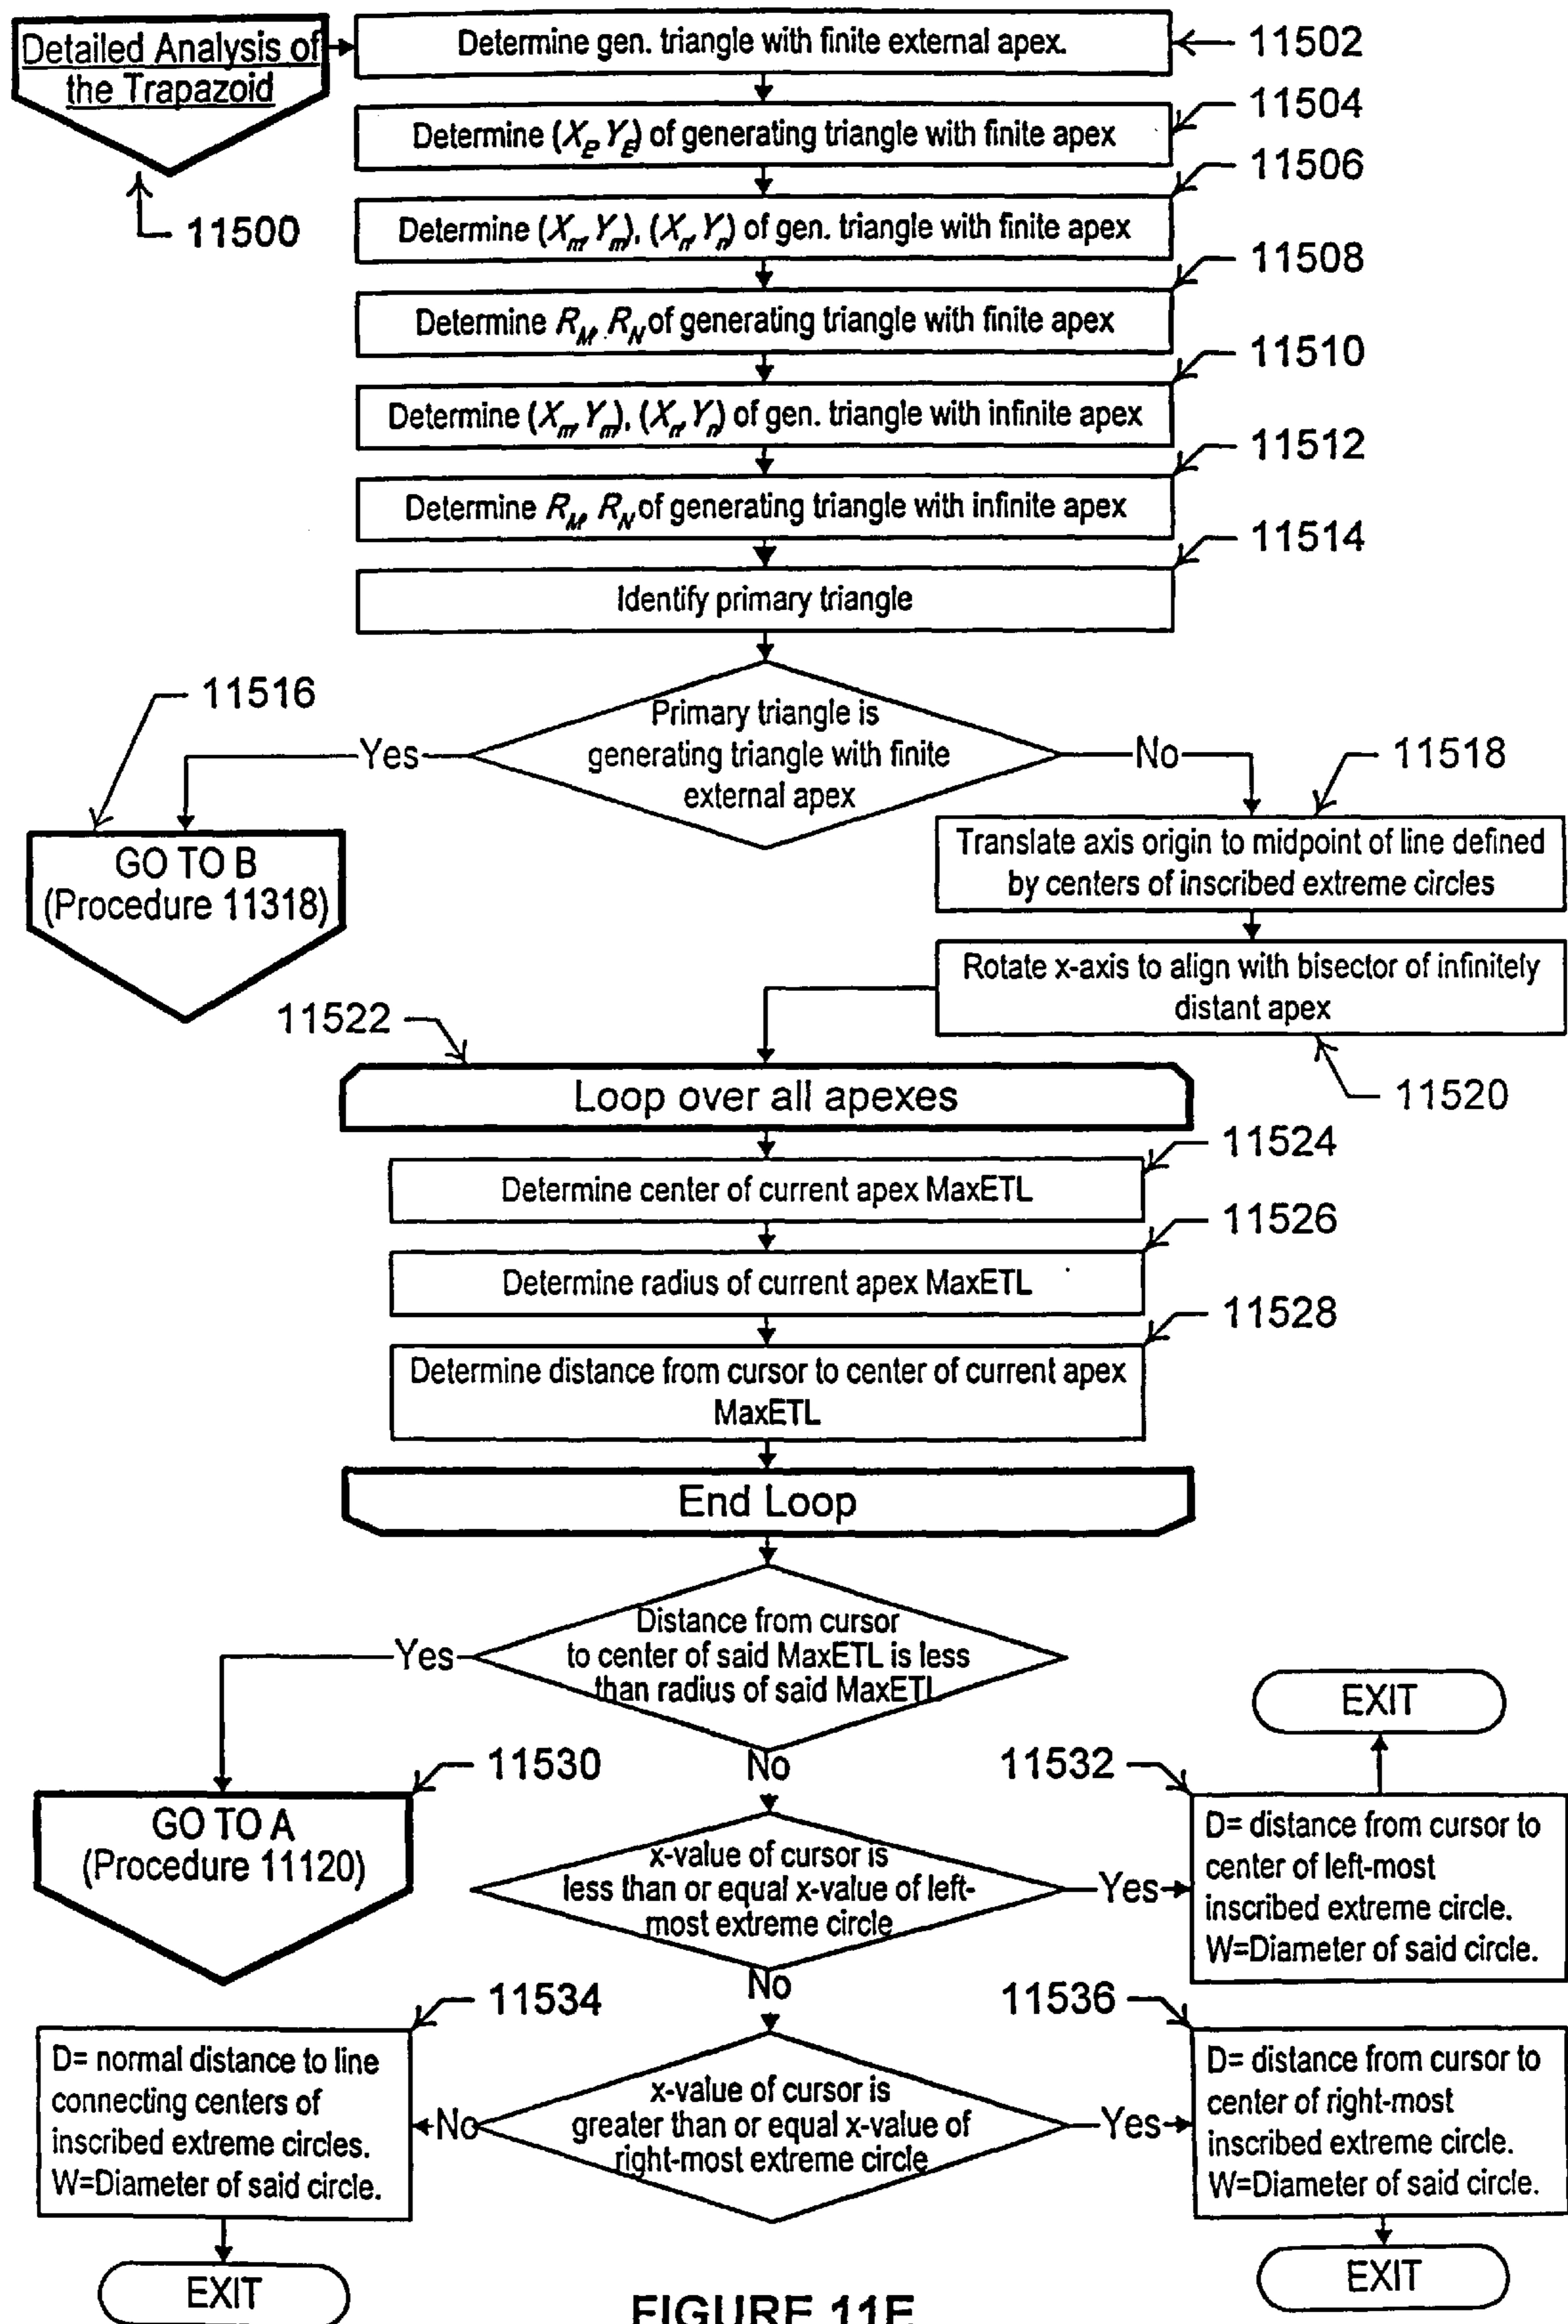 Detailed Analysis of
the Trapazoid
11500
Determine gen. triangle with finite external apex.
11502
Determine (X_E, Y_E) of generating triangle with finite apex
11504
Determine (X_m, Y_m), (X_n, Y_n) of gen. triangle with finite apex
11506
Determine R_M, R_N of generating triangle with finite apex
11508
Determine (X_m, Y_m), (X_n, Y_n) of gen. triangle with infinite apex
11510
Determine R_M, R_N of generating triangle with infinite apex
11512
Identify primary triangle
11514
Primary triangle is
generating triangle with finite
external apex
Yes
No
11516
GO TO B
(Procedure 11318)
11518
Translate axis origin to midpoint of line defined
by centers of inscribed extreme circles
Rotate x-axis to align with bisector of infinitely
distant apex
11520
11522
Loop over all apexes
11524
Determine center of current apex MaxETL
11526
Determine radius of current apex MaxETL
11528
Determine distance from cursor to center of current apex
MaxETL
End Loop
Distance from cursor
to center of said MaxETL is less
than radius of said MaxETL
Yes
No
11530
GO TO A
(Procedure 11120)
x-value of cursor is
less than or equal x-value of left-
most extreme circle
Yes
No
11532
D= distance from cursor to
center of left-most
inscribed extreme circle.
W=Diameter of said circle.
EXIT
x-value of cursor is
greater than or equal x-value of
right-most extreme circle
No
Yes
11534
D= normal distance to line
connecting centers of
inscribed extreme circles.
W=Diameter of said circle.
EXIT
11536
D= distance from cursor to
center of right-most
inscribed extreme circle.
W=Diameter of said circle.
EXIT
FIGURE 11E